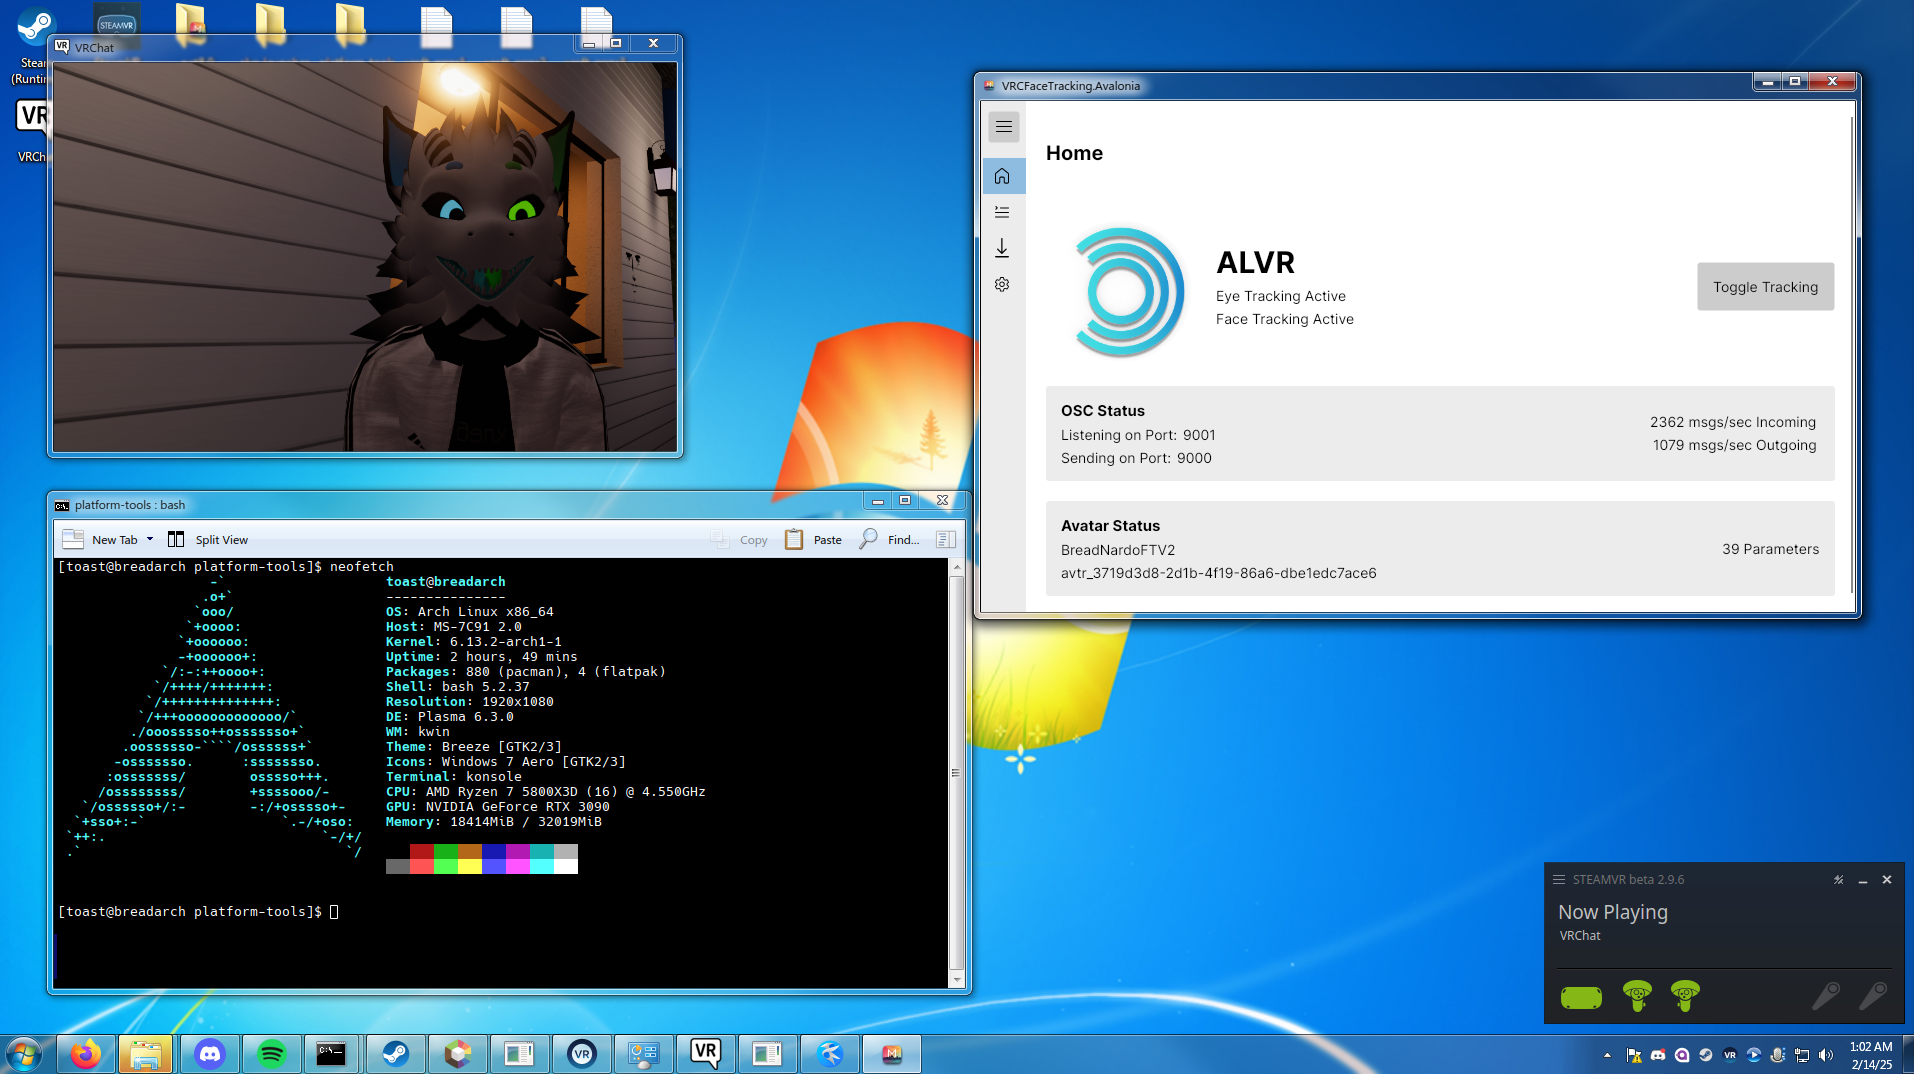 STEAMVR
Stea
(Runtin
VR
VRCh
VR VRChat
VRCFaceTracking.Avalonia
Home
ALVR
Eye Tracking Active
Face Tracking Active
Toggle Tracking
OSC Status
Listening on Port: 9001
Sending on Port: 9000
2362 msgs/sec Incoming
1079 msgs/sec Outgoing
Avatar Status
BreadNardoFTV2
avtr_3719d3d8-2d1b-4f19-86a6-dbe1edc7ace6
39 Parameters
platform-tools : bash
New Tab
Split View
Copy
Paste
Find...
[toast@breadarch platform-tools]$ neofetch
toast@breadarch
---------------
OS: Arch Linux x86_64
Host: MS-7C91 2.0
Kernel: 6.13.2-arch1-1
Uptime: 2 hours, 49 mins
Packages: 880 (pacman), 4 (flatpak)
Shell: bash 5.2.37
Resolution: 1920x1080
DE: Plasma 6.3.0
WM: kwin
Theme: Breeze [GTK2/3]
Icons: Windows 7 Aero [GTK2/3]
Terminal: konsole
CPU: AMD Ryzen 7 5800X3D (16) @ 4.550GHz
GPU: NVIDIA GeForce RTX 3090
Memory: 18414MiB / 32019MiB
[toast@breadarch platform-tools]$
STEAMVR beta 2.9.6
Now Playing
VRChat
C:\._
VR
VR
VR
1:02 AM
2/14/25